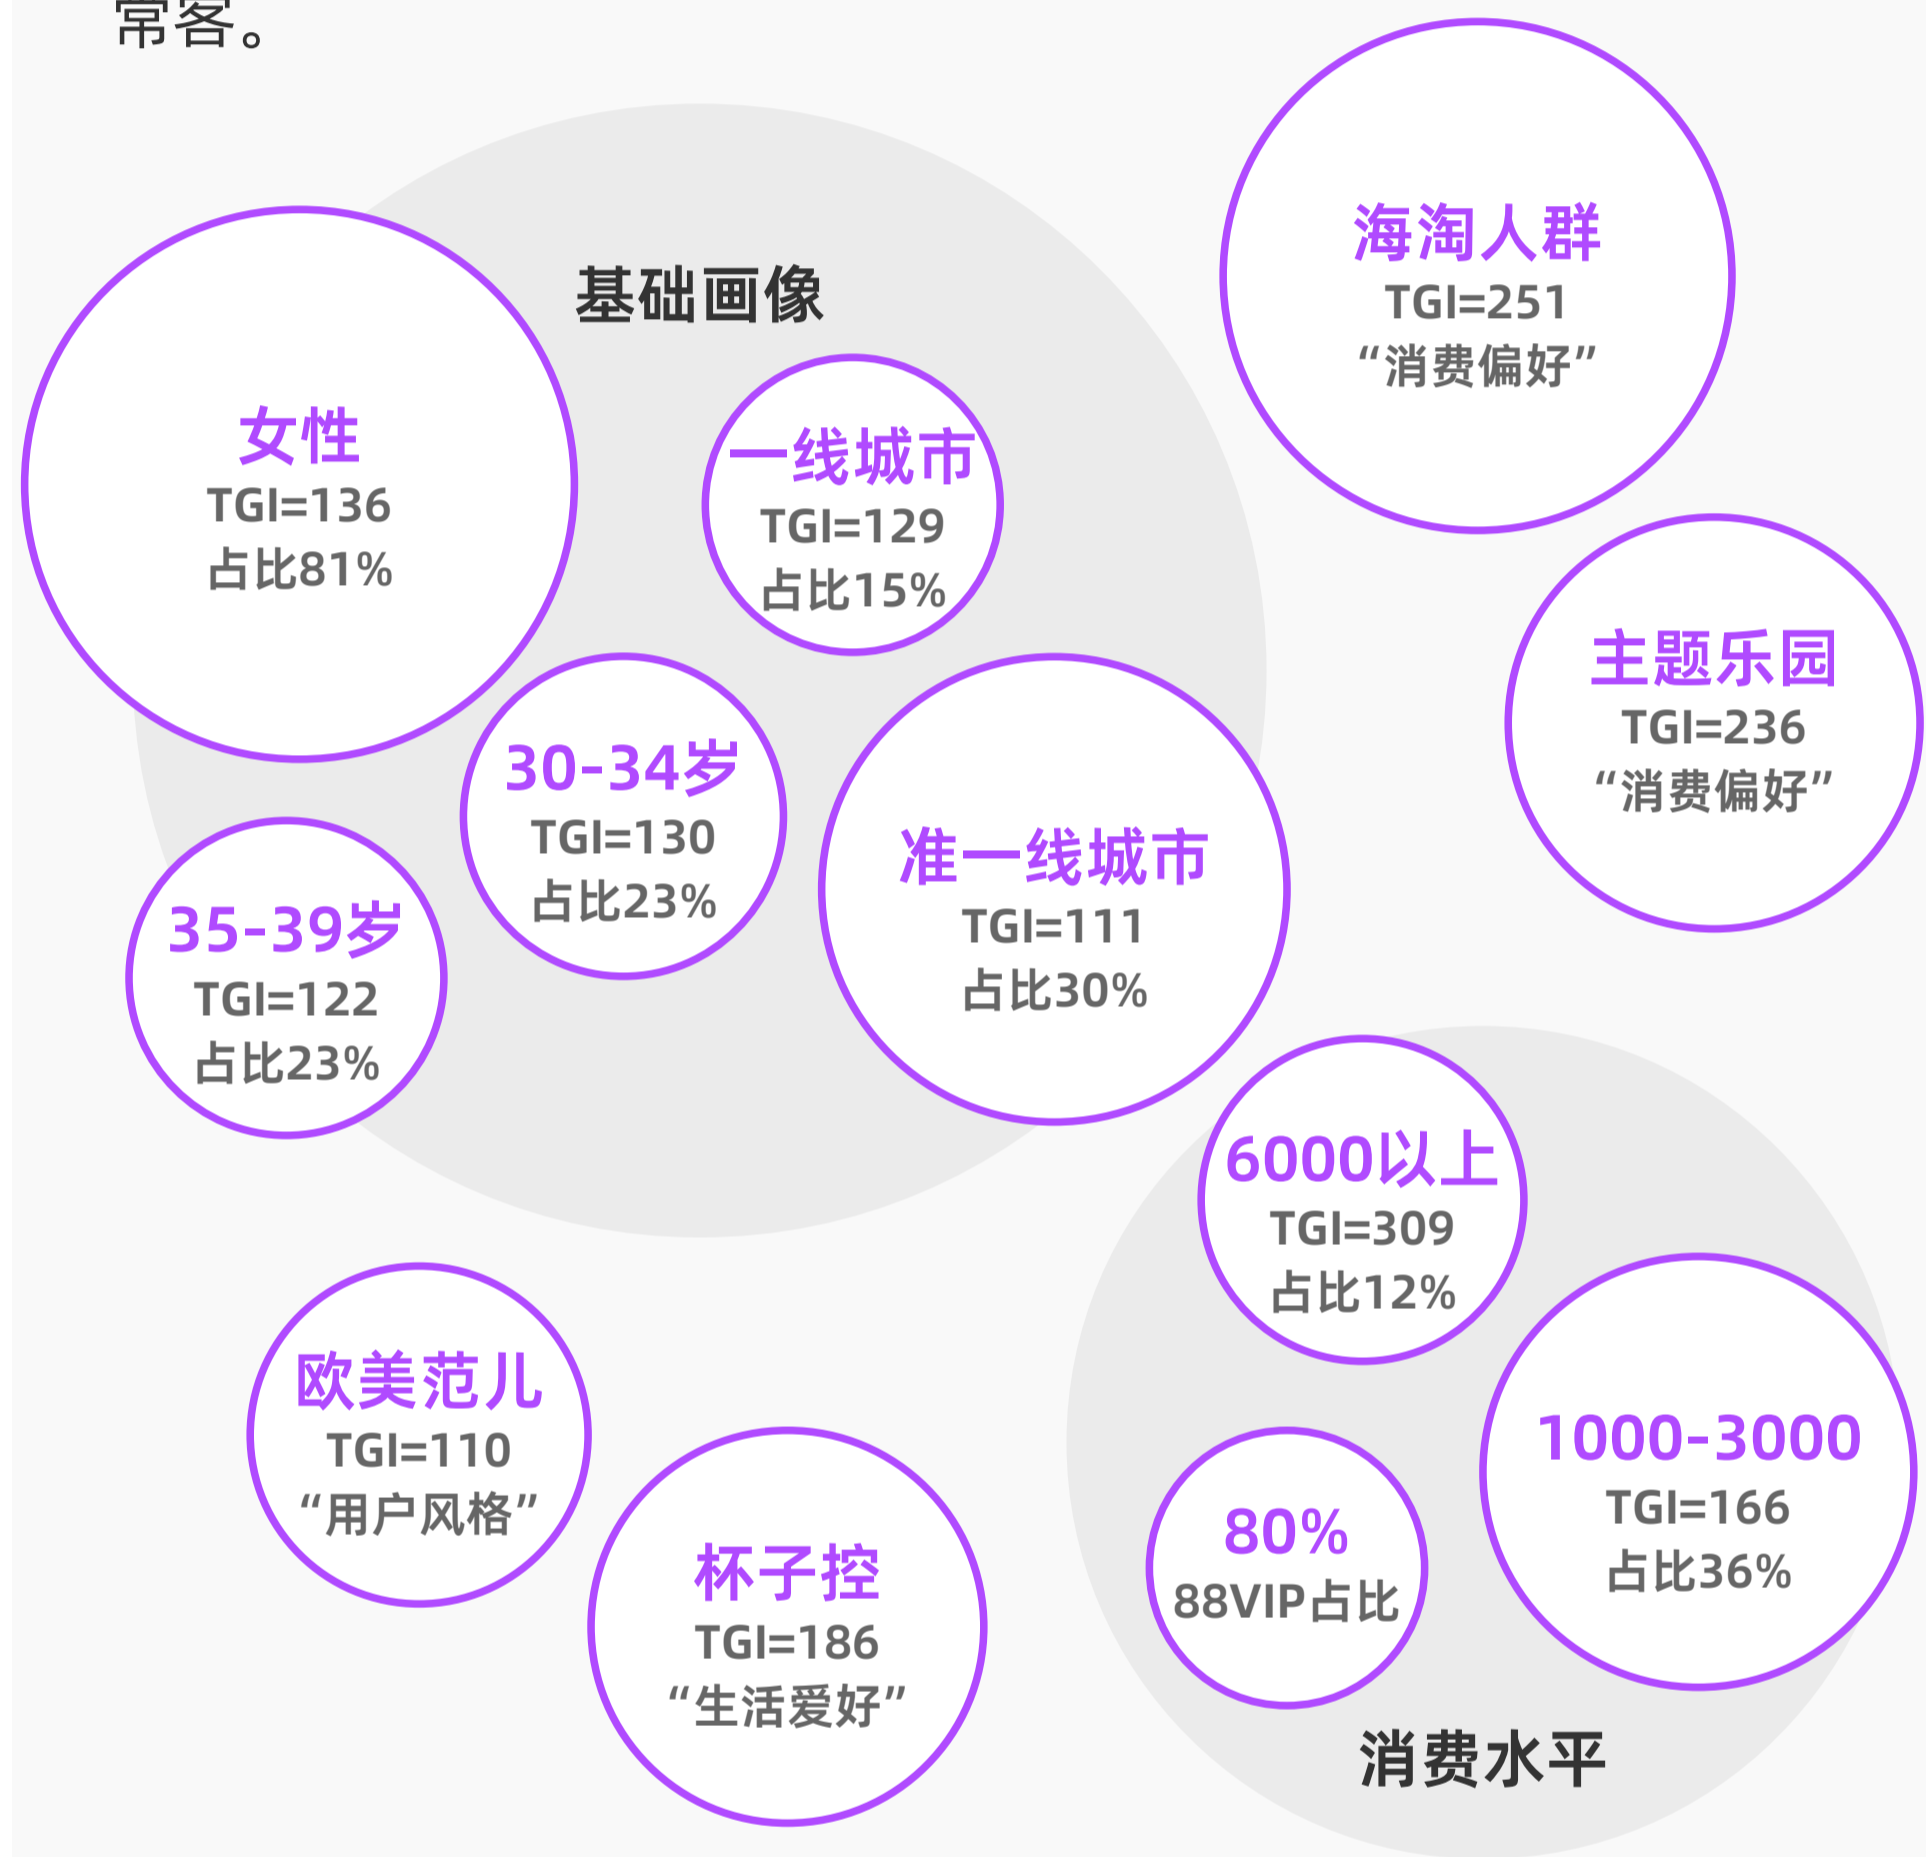 常客。
海淘人群
TGI=251
“消费偏好”
基础画像
女性
TGI=136
占比81%
一线城市
TGI=129
占比15%
主题乐园
TGI=236
“消费偏好”
30-34岁
TGI=130
占比23%
准一线城市
TGI=111
占比30%
35-39岁
TGI=122
占比23%
6000以上
TGI=309
占比12%
欧美范儿
TGI=110
“用户风格”
1000-3000
TGI=166
占比36%
80%
88VIP占比
杯子控
TGI=186
“生活爱好”
消费水平